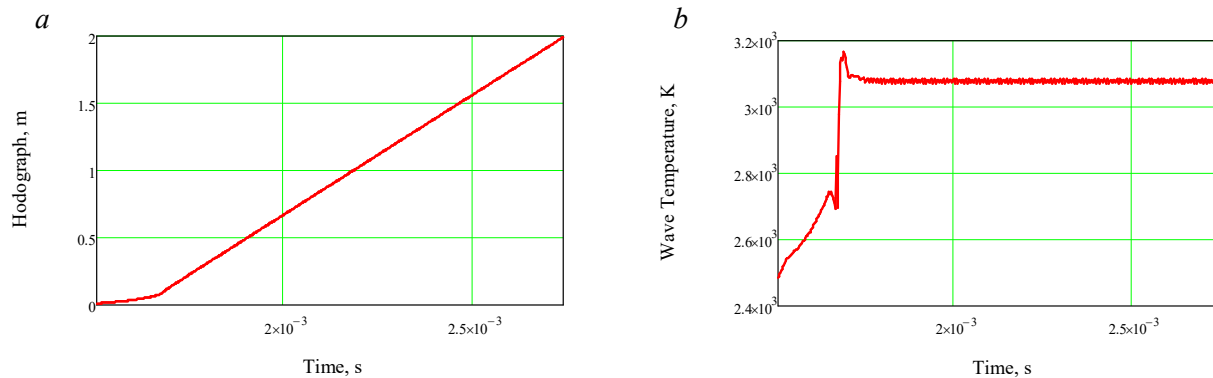 a
2
1.5
1
0.5
0
Hodograph, m
2×10⁻³
2.5×10⁻³
Time, s
b
3.2×10³
3×10³
2.8×10³
2.6×10³
2.4×10³
Wave Temperature, K
2×10⁻³
2.5×10⁻³
Time, s